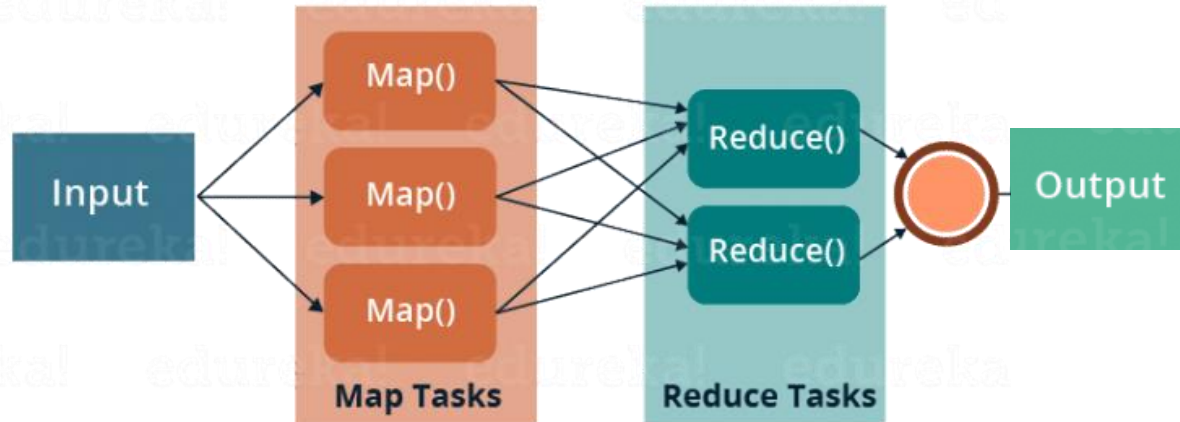 Input
Map()
Map()
Map()
Map Tasks
Reduce()
Reduce()
Reduce Tasks
Output
edureka!